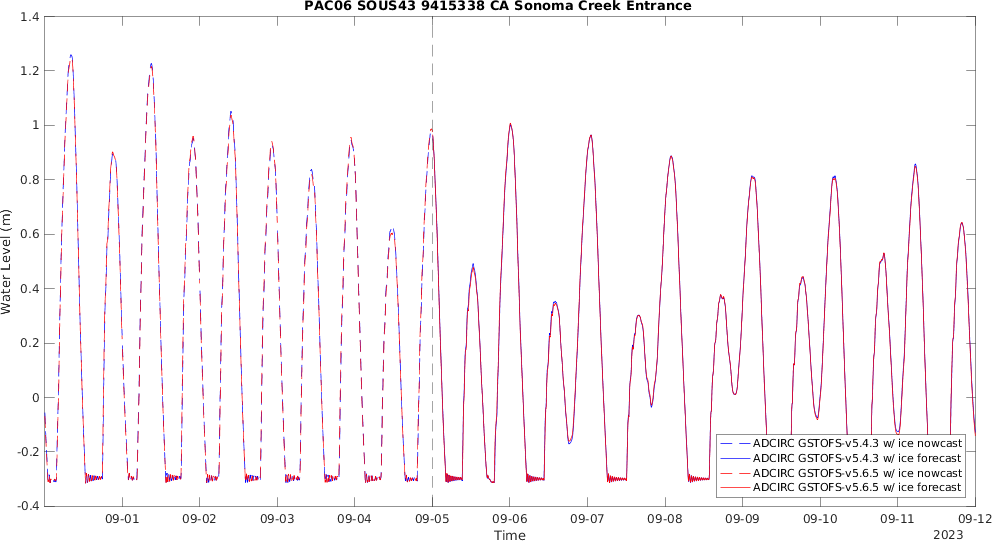 PAC06 SOUS43 9415338 CA Sonoma Creek Entrance
1.4
1.2
1
0.8
0.6
0.4
0.2
0
-0.2
-0.4
Water Level (m)
ADCIRC GSTOFS-v5.4.3 w/ ice nowcast
ADCIRC GSTOFS-v5.4.3 w/ ice forecast
ADCIRC GSTOFS-v5.6.5 w/ ice nowcast
ADCIRC GSTOFS-v5.6.5 w/ ice forecast
09-01 09-02 09-03 09-04 09-05 09-06 09-07 09-08 09-09 09-10 09-11 09-12
Time
2023